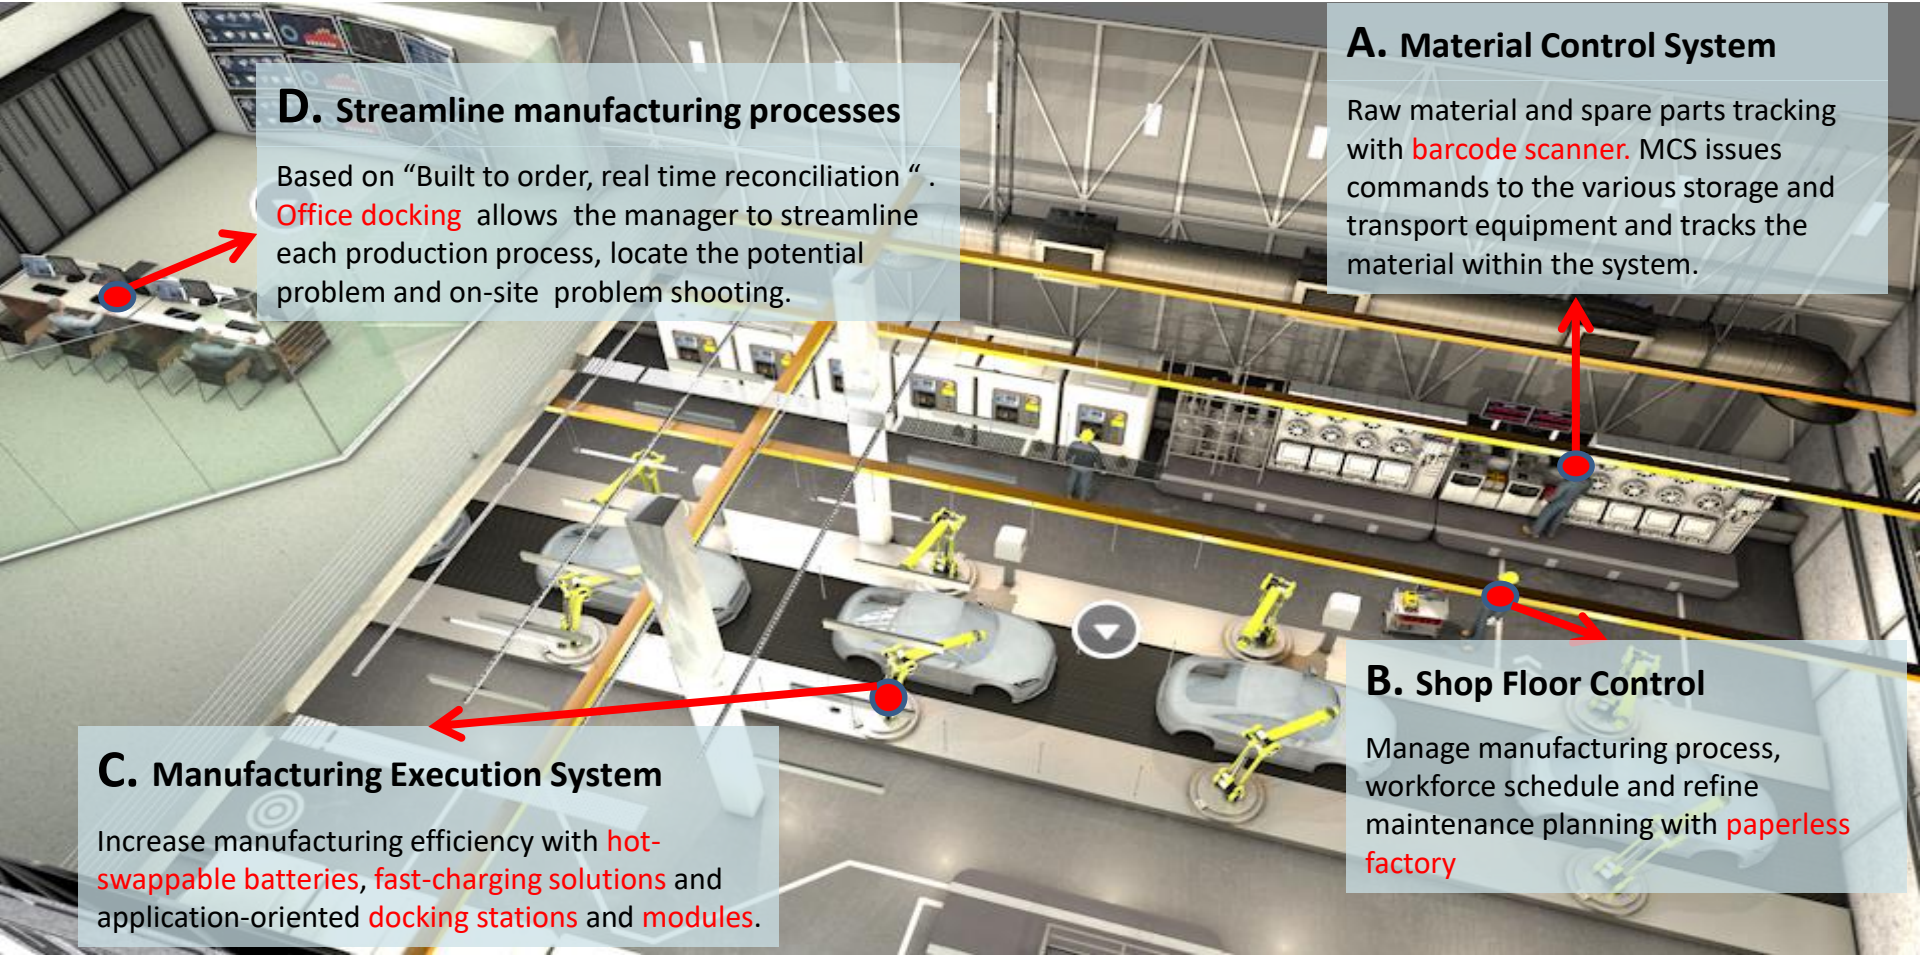 A. Material Control System
Raw material and spare parts tracking
with barcode scanner. MCS issues
commands to the various storage and
transport equipment and tracks the
material within the system.
B. Shop Floor Control
Manage manufacturing process,
workforce schedule and refine
maintenance planning with paperless
factory
C. Manufacturing Execution System
Increase manufacturing efficiency with hot-
swappable batteries, fast-charging solutions and
application-oriented docking stations and modules.
D. Streamline manufacturing processes
Based on “Built to order, real time reconciliation “ .
Office docking  allows  the manager to streamline
each production process, locate the potential
problem and on-site  problem shooting.